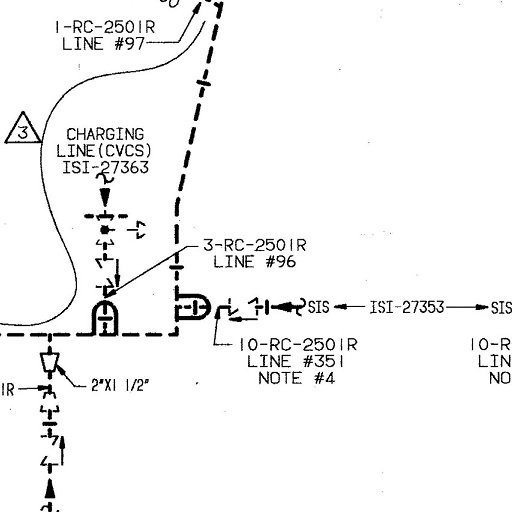 1-RC-2501R
LINE #97
3
CHARGING
LINE(CVCS)
ISI-27363
3-RC-2501R
LINE #96
SIS
ISI-27353
SIS
10-RC-2501R
LINE #351
NOTE #4
10-R
LIN
NO
1R
2"X1 1/2"